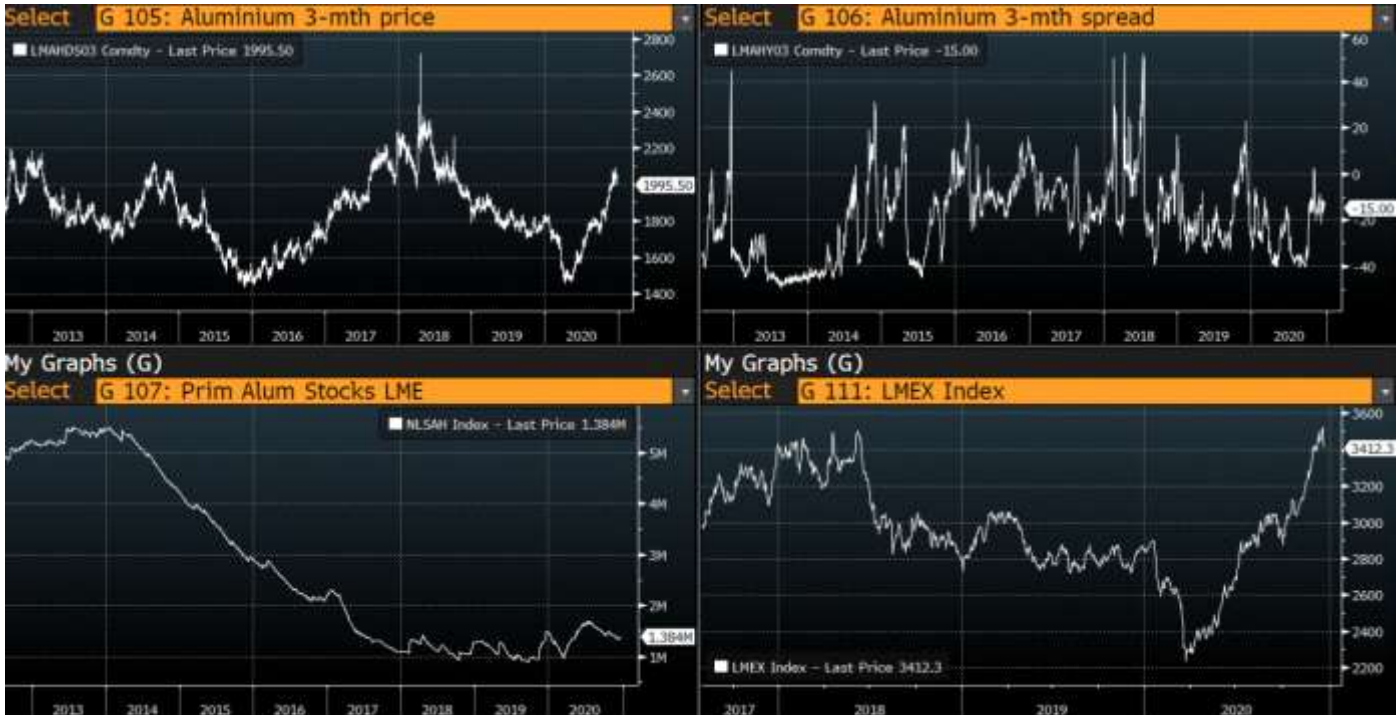 Select G 105: Aluminium 3-mth price
LMAHDS03 Comdty - Last Price 1995.50
2800
2600
2400
2200
1995.50
1800
1600
1400
2013 2014 2015 2016 2017 2018 2019 2020
Select G 106: Aluminium 3-mth spread
LMAHY03 Comdty - Last Price -15.00
60
40
20
0
-15.00
-20
-40
2013 2014 2015 2016 2017 2018 2019 2020
My Graphs (G)
Select G 107: Prim Alum Stocks LME
NLSAH Index - Last Price 1.384M
5M
4M
3M
2M
1.384M
1M
2013 2014 2015 2016 2017 2018 2019 2020
My Graphs (G)
Select G 111: LMEX Index
3600
3412.3
3200
3000
2800
2600
2400
2200
LMEX Index - Last Price 3412.3
2017 2018 2019 2020